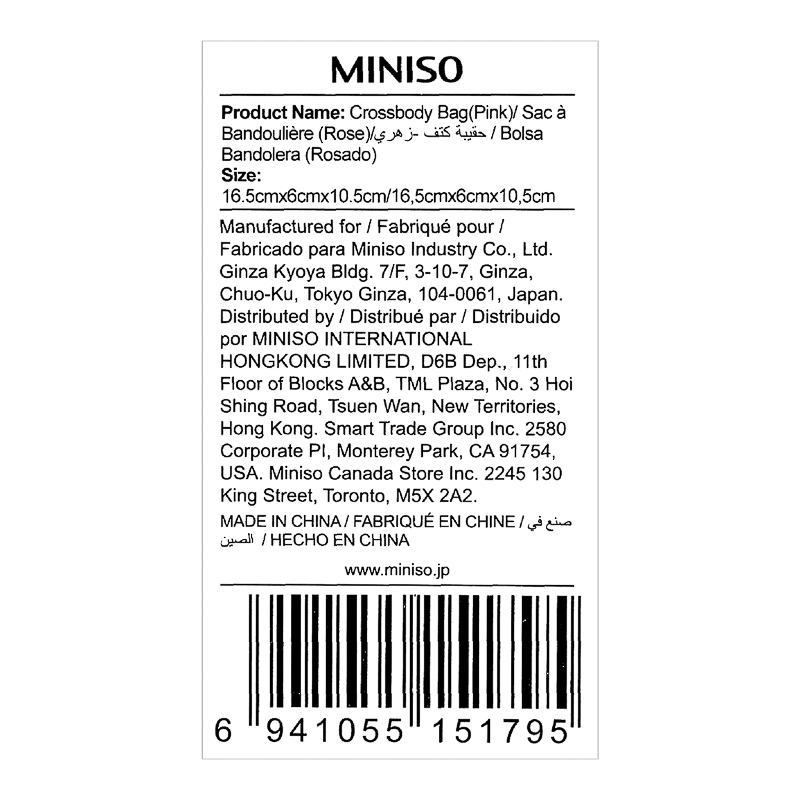 MINISO
Product Name: Crossbody Bag(Pink)/ Sac à
Bandoulière (Rose)/حقيبة كتف -زهري / Bolsa
Bandolera (Rosado)
Size:
16.5cmx6cmx10.5cm/16,5cmx6cmx10,5cm
Manufactured for / Fabriqué pour /
Fabricado para Miniso Industry Co., Ltd.
Ginza Kyoya Bldg. 7/F, 3-10-7, Ginza,
Chuo-Ku, Tokyo Ginza, 104-0061, Japan.
Distributed by / Distribué par / Distribuido
por MINISO INTERNATIONAL
HONGKONG LIMITED, D6B Dep., 11th
Floor of Blocks A&B, TML Plaza, No. 3 Hoi
Shing Road, Tsuen Wan, New Territories,
Hong Kong. Smart Trade Group Inc. 2580
Corporate Pl, Monterey Park, CA 91754,
USA. Miniso Canada Store Inc. 2245 130
King Street, Toronto, M5X 2A2.
MADE IN CHINA / FABRIQUÉ EN CHINE / صنع في
الصين / HECHO EN CHINA
www.miniso.jp
6 941055 151795